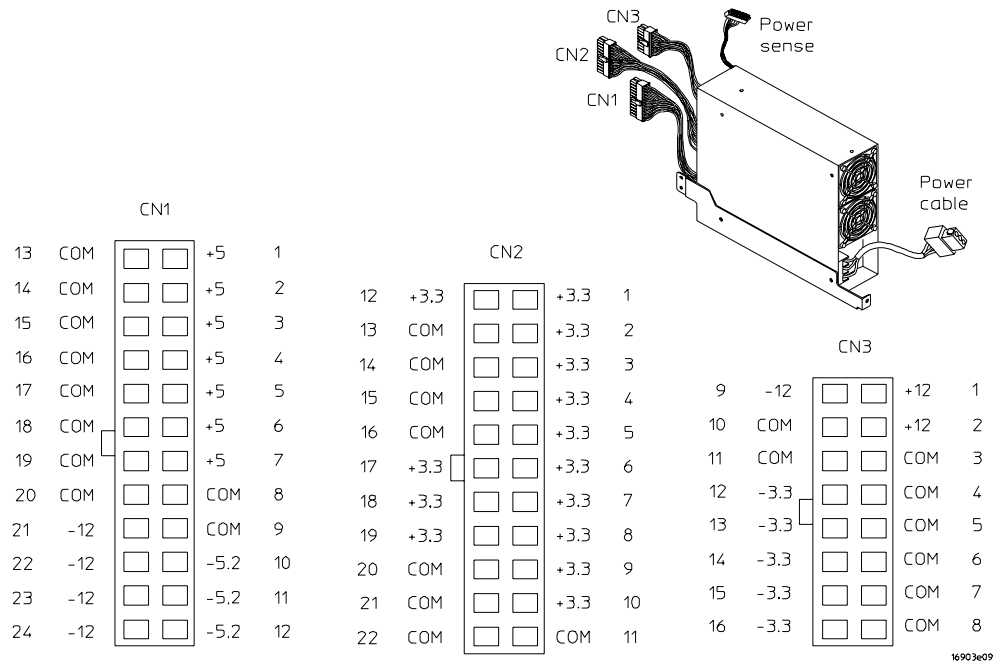 CN3
Power
sense
CN2
CN1
Power
cable
CN1
13 COM +5 1
14 COM +5 2
15 COM +5 3
16 COM +5 4
17 COM +5 5
18 COM +5 6
19 COM +5 7
20 COM COM 8
21 -12 COM 9
22 -12 -5.2 10
23 -12 -5.2 11
24 -12 -5.2 12
CN2
12 +3.3 +3.3 1
13 COM +3.3 2
14 COM +3.3 3
15 COM +3.3 4
16 COM +3.3 5
17 +3.3 +3.3 6
18 +3.3 +3.3 7
19 +3.3 +3.3 8
20 COM +3.3 9
21 COM +3.3 10
22 COM COM 11
CN3
9 -12 +12 1
10 COM +12 2
11 COM COM 3
12 -3.3 COM 4
13 -3.3 COM 5
14 -3.3 COM 6
15 -3.3 COM 7
16 -3.3 COM 8
16903e09